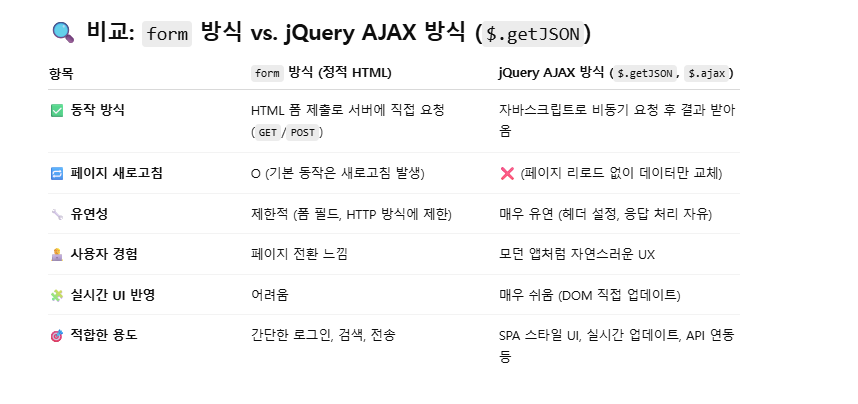 🔍 비교: form 방식 vs. jQuery AJAX 방식 ($.getJSON)
항목 form 방식 (정적 HTML) jQuery AJAX 방식 ($.getJSON, $.ajax)
✅ 동작 방식 HTML 폼 제출로 서버에 직접 요청 자바스크립트로 비동기 요청 후 결과 받아
(GET/POST) 옴
🔁 페이지 새로고침 O (기본 동작은 새로고침 발생) ❌ (페이지 리로드 없이 데이터만 교체)
🔧 유연성 제한적 (폼 필드, HTTP 방식에 제한) 매우 유연 (헤더 설정, 응답 처리 자유)
사용자 경험 페이지 전환 느낌 모던 앱처럼 자연스러운 UX
🧩 실시간 UI 반영 어려움 매우 쉬움 (DOM 직접 업데이트)
🎯 적합한 용도 간단한 로그인, 검색, 전송 SPA 스타일 UI, 실시간 업데이트, API 연동
등